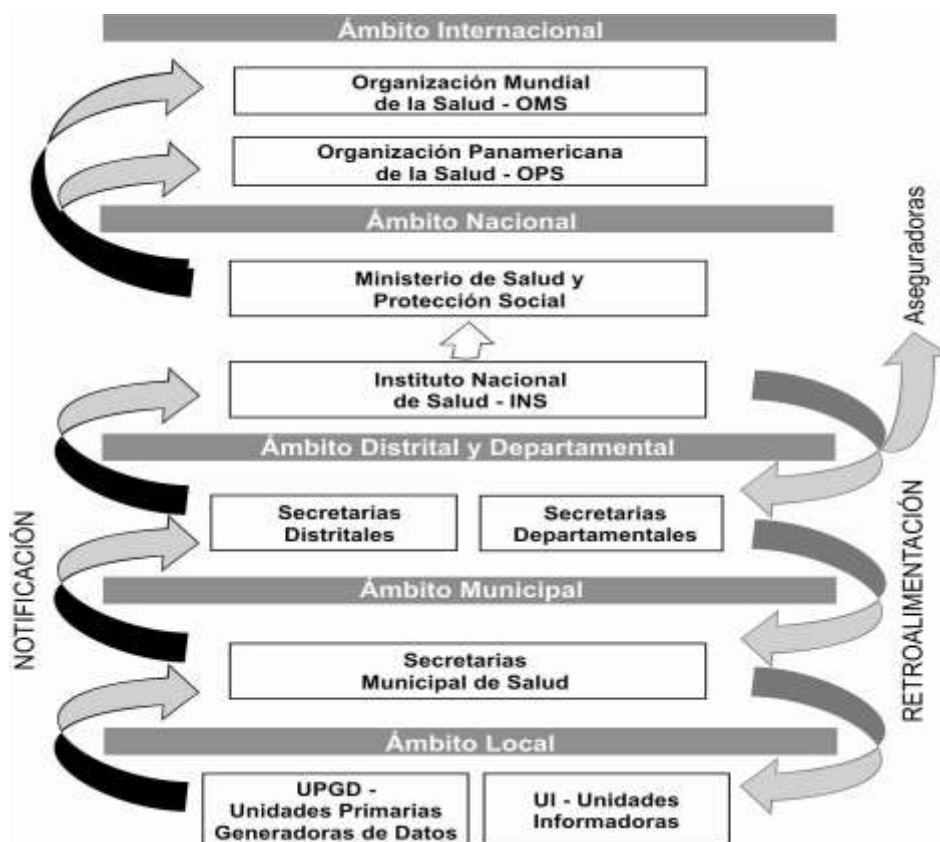 Ámbito Internacional
Organización Mundial
de la Salud - OMS
Organización Panamericana
de la Salud - OPS
Ámbito Nacional
Ministerio de Salud y
Protección Social
Aseguradoras
Instituto Nacional
de Salud - INS
Ámbito Distrital y Departamental
Secretarias
Distritales
Secretarias
Departamentales
NOTIFICACIÓN
RETROALIMENTACIÓN
Ámbito Municipal
Secretarias
Municipal de Salud
Ámbito Local
UPGD -
Unidades Primarias
Generadoras de Datos
UI - Unidades
Informadoras